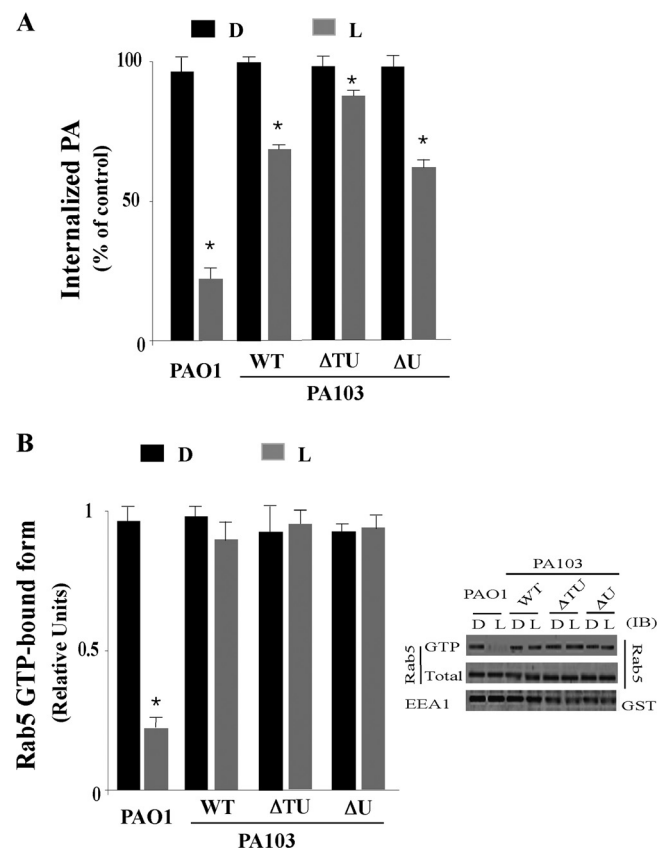 A
D L
Internalized PA
(% of control)
100
50
0
* * * *
PAO1 WT ΔTU ΔU
PA103
B
D L
Rab5 GTP-bound form
(Relative Units)
1
0.5
0
*
PAO1 WT ΔTU ΔU
PA103
PA103
PAO1 WT ΔTU ΔU
D L D L D L D L (IB)
Rab5 GTP Rab5
Total
EEA1 GST